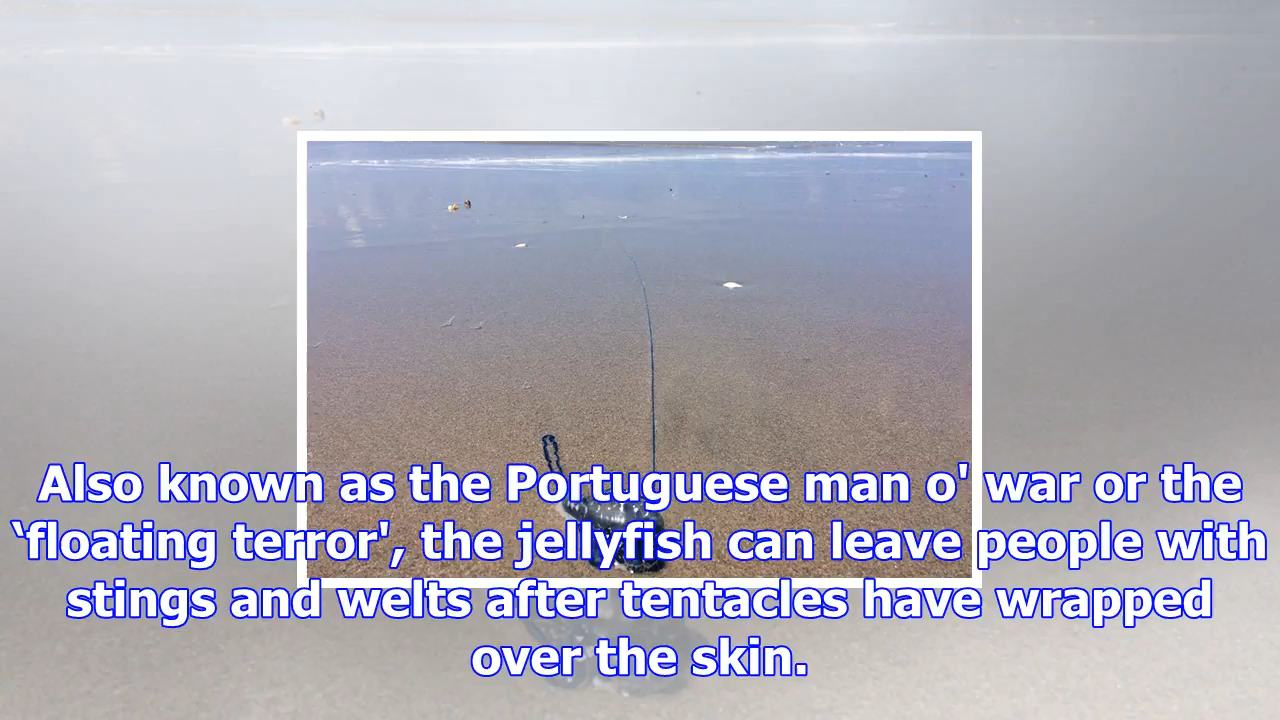 Also known as the Portuguese man o' war or the
‘floating terror', the jellyfish can leave people with
stings and welts after tentacles have wrapped
over the skin.